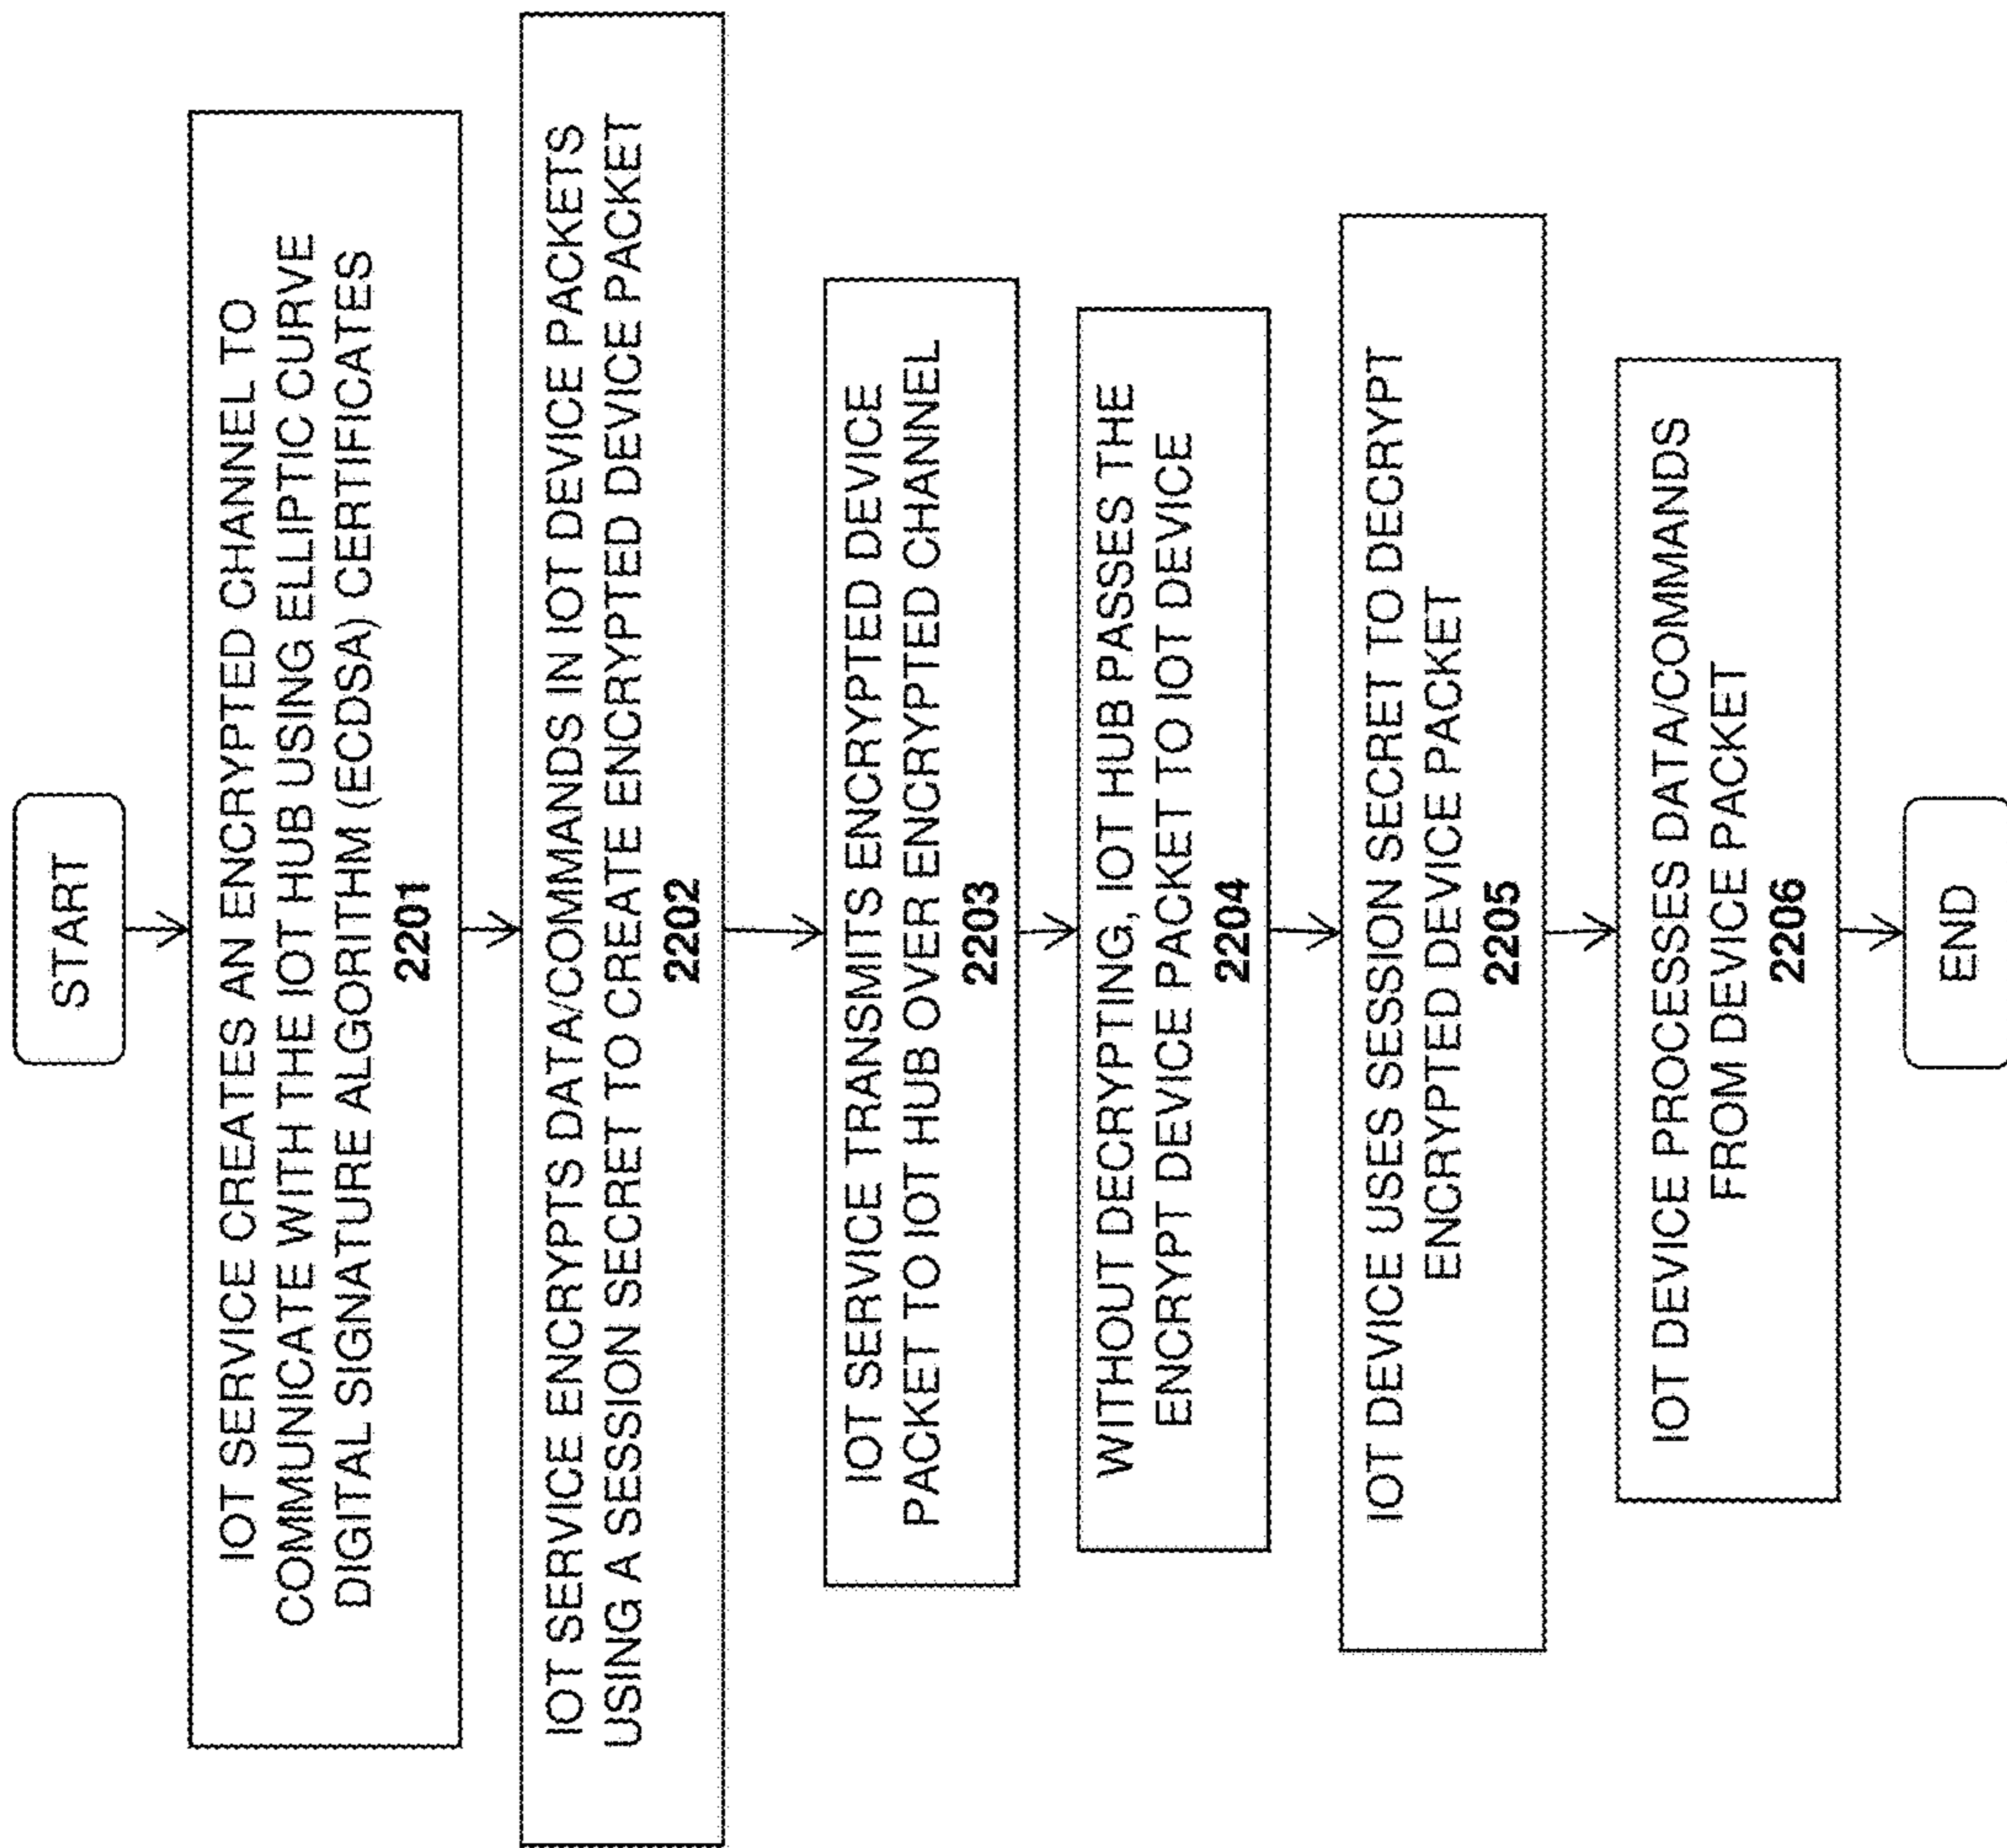 START
IOT SERVICE CREATES AN ENCRYPTED CHANNEL TO
COMMUNICATE WITH THE IOT HUB USING ELLIPTIC CURVE
DIGITAL SIGNATURE ALGORITHM (ECDSA) CERTIFICATES
2201
IOT SERVICE ENCRYPTS DATA/COMMANDS IN IOT DEVICE PACKETS
USING A SESSION SECRET TO CREATE ENCRYPTED DEVICE PACKET
2202
IOT SERVICE TRANSMITS ENCRYPTED DEVICE
PACKET TO IOT HUB OVER ENCRYPTED CHANNEL
2203
WITHOUT DECRYPTING, IOT HUB PASSES THE
ENCRYPT DEVICE PACKET TO IOT DEVICE
2204
IOT DEVICE USES SESSION SECRET TO DECRYPT
ENCRYPTED DEVICE PACKET
2205
IOT DEVICE PROCESSES DATA/COMMANDS
FROM DEVICE PACKET
2206
END